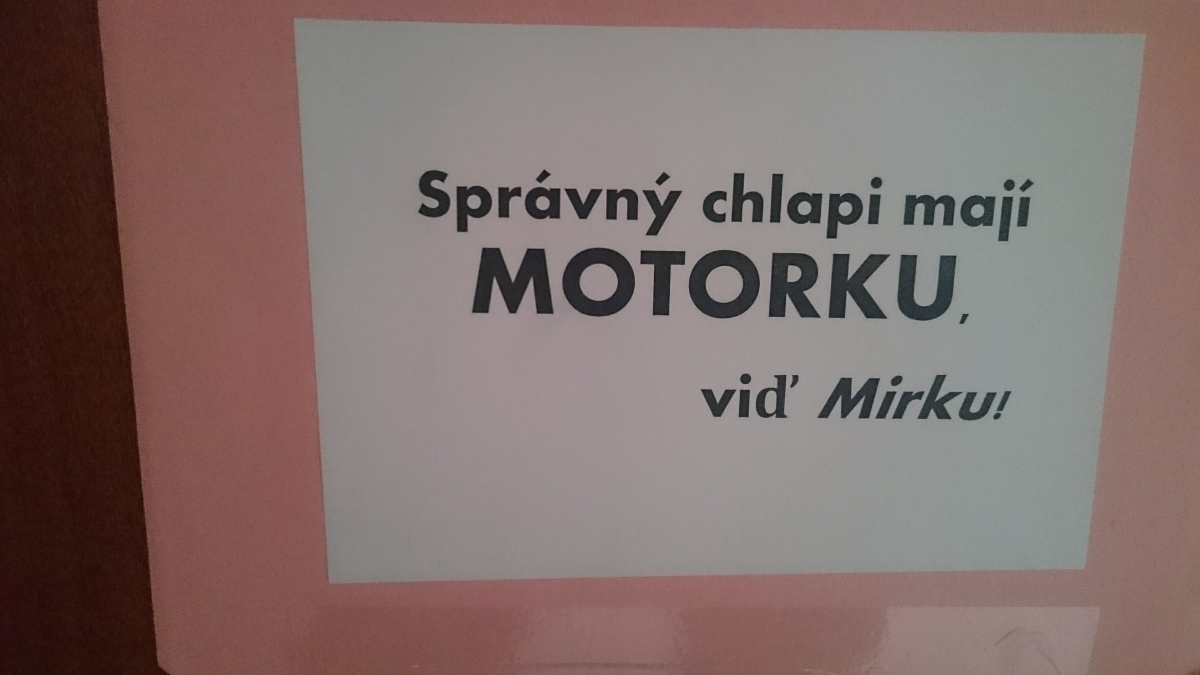 Správný chlapi mají
MOTORKU,
viď Mirku!